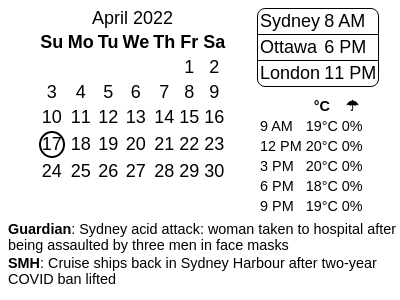 April 2022
Su Mo Tu We Th Fr Sa
1 2
3 4 5 6 7 8 9
10 11 12 13 14 15 16
17 18 19 20 21 22 23
24 25 26 27 28 29 30
Sydney 8 AM
Ottawa 6 PM
London 11 PM
°C ☂
9 AM 19°C 0%
12 PM 20°C 0%
3 PM 20°C 0%
6 PM 18°C 0%
9 PM 19°C 0%
Guardian: Sydney acid attack: woman taken to hospital after
being assaulted by three men in face masks
SMH: Cruise ships back in Sydney Harbour after two-year
COVID ban lifted